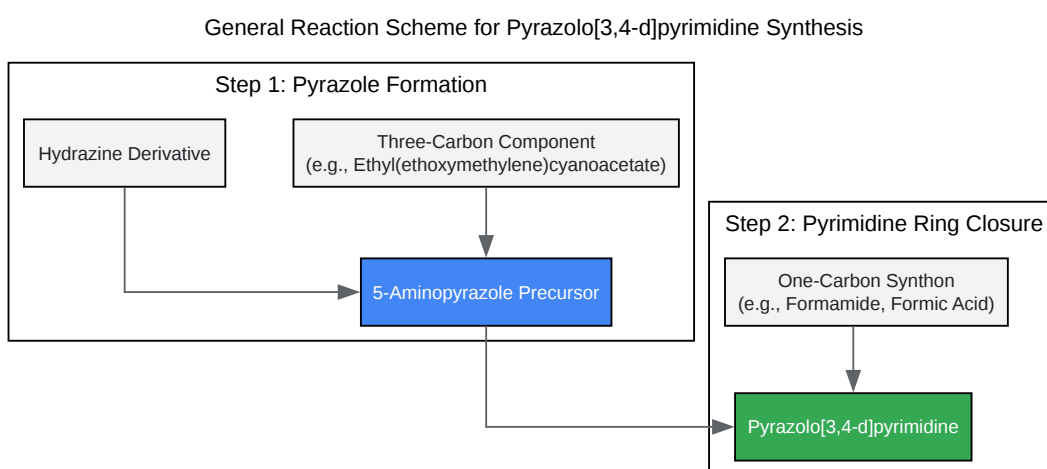 General Reaction Scheme for Pyrazolo[3,4-d]pyrimidine Synthesis
Step 1: Pyrazole Formation
Hydrazine Derivative
Three-Carbon Component
(e.g., Ethyl(ethoxymethylene)cyanoacetate)
5-Aminopyrazole Precursor
Step 2: Pyrimidine Ring Closure
One-Carbon Synthon
(e.g., Formamide, Formic Acid)
Pyrazolo[3,4-d]pyrimidine